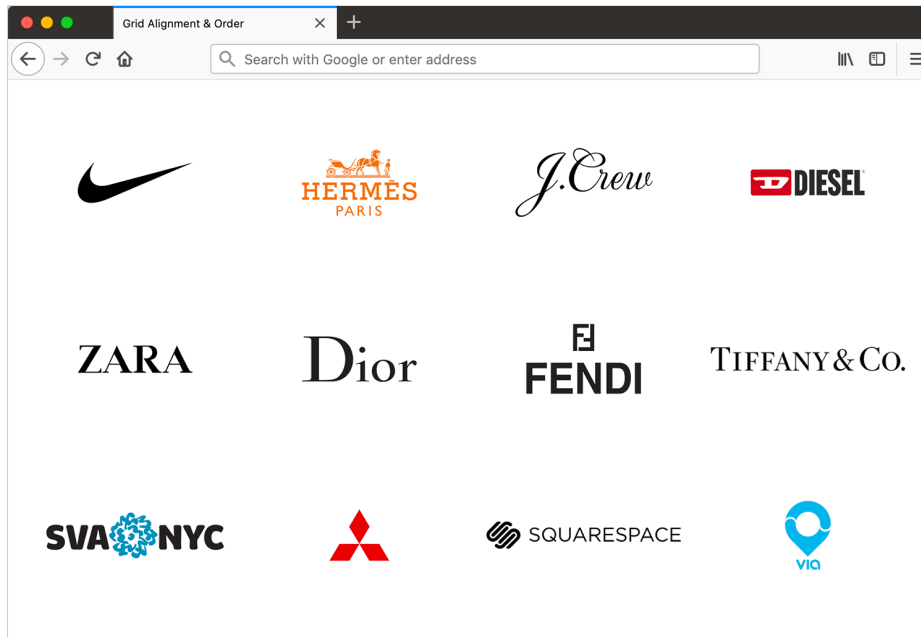 Grid Alignment & Order
Search with Google or enter address
HERMÈS
PARIS
J.Crew
DIESEL
ZARA
Dior
FENDI
TIFFANY & CO.
SVA NYC
SQUARESPACE
via